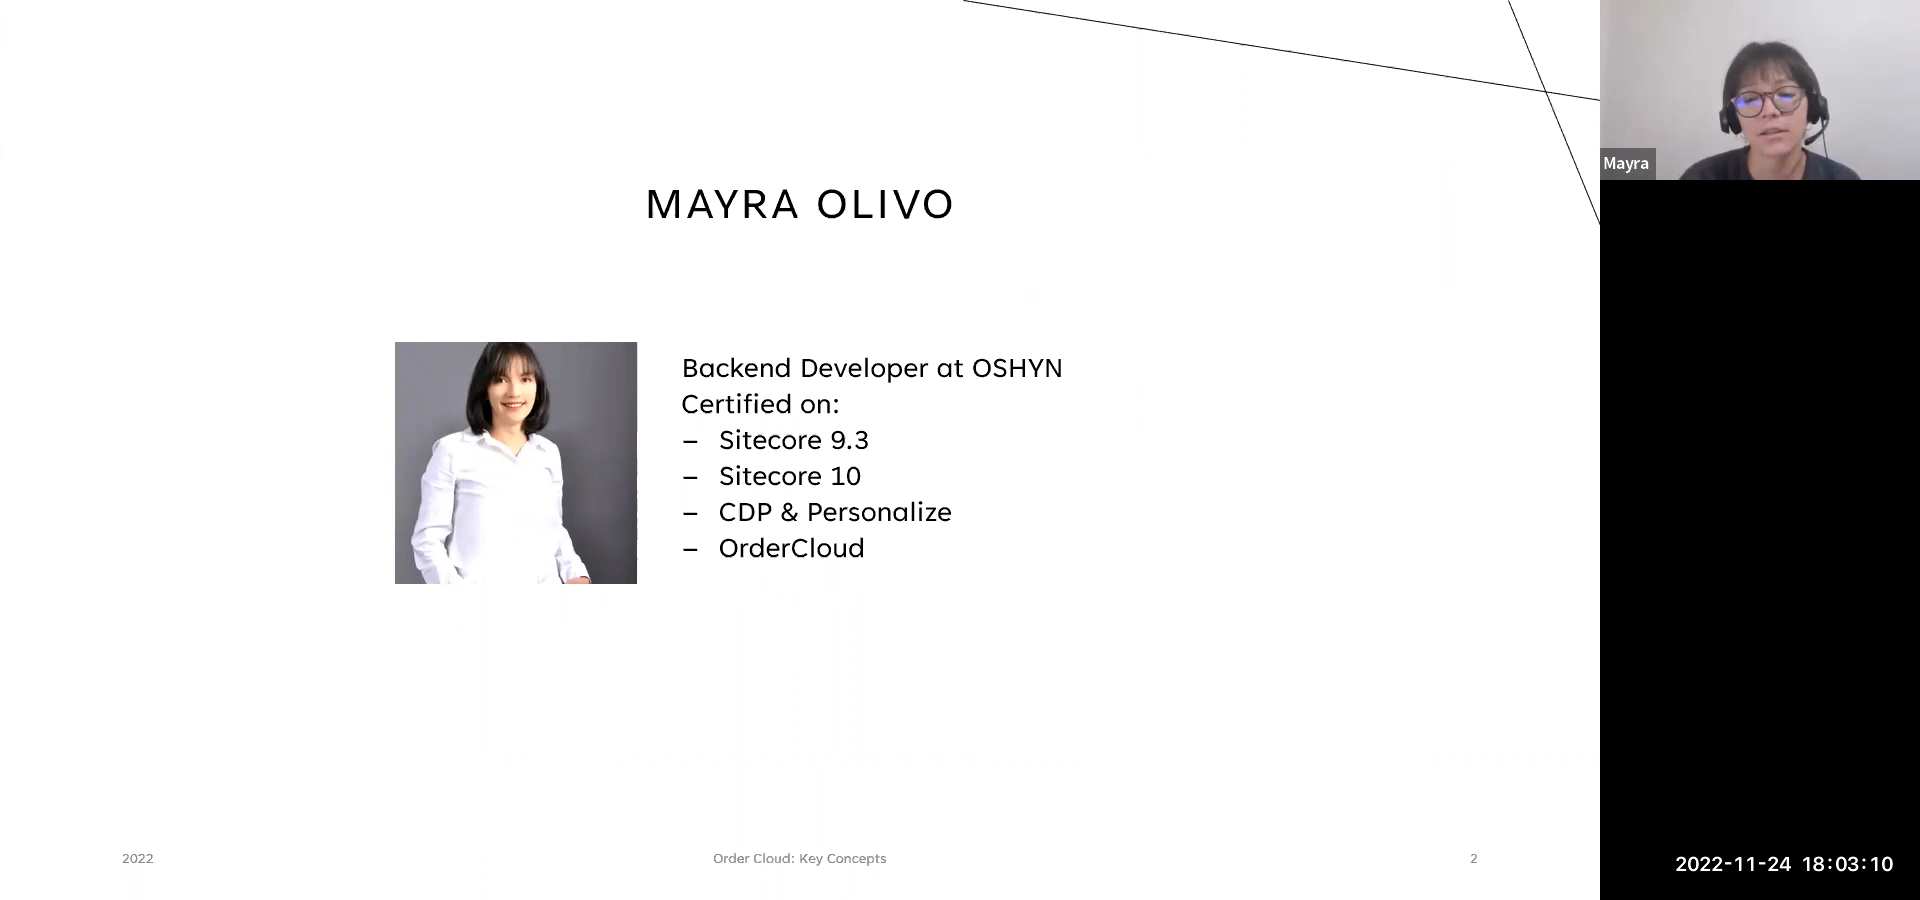 MAYRA OLIVO
Backend Developer at OSHYN
Certified on:
– Sitecore 9.3
– Sitecore 10
– CDP & Personalize
– OrderCloud
2022
Order Cloud: Key Concepts
2
Mayra
2022-11-24 18:03:10